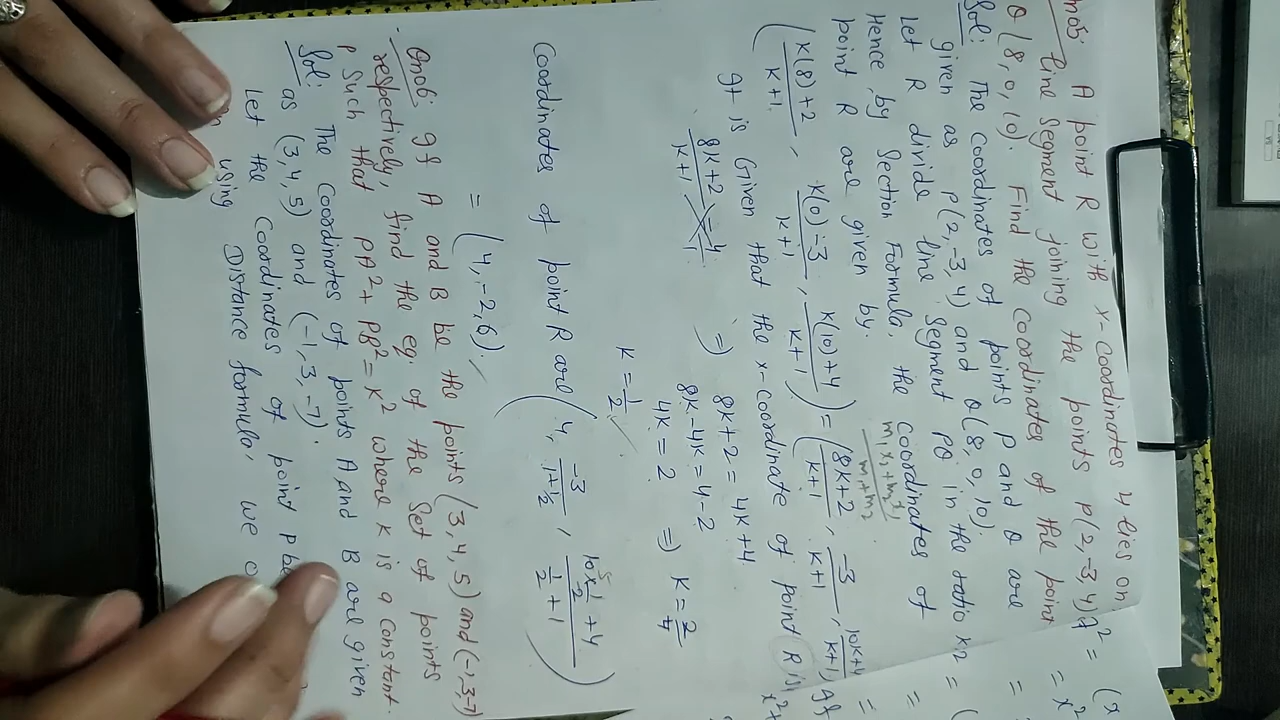 A point R with x-coordinates 4 lies on
line segment joining the points P(2,-3,4)
Q(8,0,10). Find the coordinates of the point
Sol: The coordinates of points P and Q are
given as P(2,-3,4) and Q(8,0,10).
Let R divide line segment PQ in the ratio K:
Hence, by section formula, the coordinates of
point R are given by.
m₁x₂+m₂x₁ / m₁+m₂
(K(8)+2 / K+1, K(0)-3 / K+1, K(10)+4 / K+1) = (8K+2 / K+1, -3 / K+1, 10K+4 / K+1)
It is Given that the x-coordinate of point R is
8K+2 / K+1 = 4 / 1 => 8K+2 = 4K+4
8K-4K = 4-2
4K = 2 => K = 2/4
K = 1/2
Coordinates of point R are (4, -3 / 1+1/2, 10x1/2 +4 / 1/2 +1)
= (4,-2,6).
Qno6: If A and B be the points (3,4,5) and (-1,3,-7)
respectively, find the eq. of the set of points
P such that PA²+PB²=K² where K is a constant.
Sol: The coordinates of points A and B are given
as (3,4,5) and (-1,3,-7).
Let the coordinates of point P be
using Distance formula, we